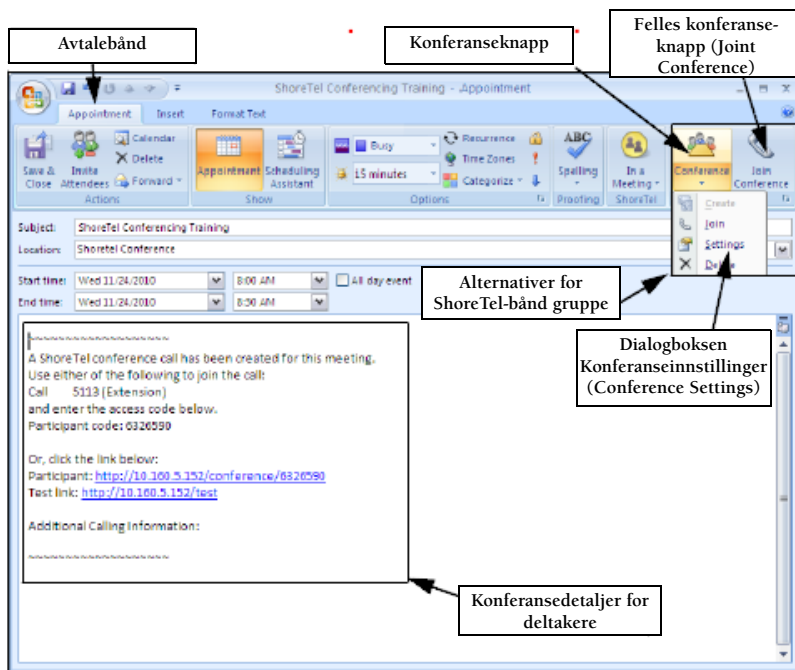 Avtalebånd
Konferanseknapp
Felles konferanse-
knapp (Joint
Conference)
ShoreTel Conferencing Training - Appointment
Appointment Insert Format Text
Save &
Close
Invite
Attendees
Calendar
Delete
Forward
Actions
Appointment
Scheduling
Assistant
Show
Busy
15 minutes
Recurrence
Time Zones
Categorize
Options
ABC
Spelling
Proofing
In a
Meeting
ShoreTel
Conference
Join
Conference
Create
Join
Settings
Subject: ShoreTel Conferencing Training
Location: Shoretel Conference
Start time: Wed 11/24/2010 8:00 AM All day event
End time: Wed 11/24/2010 8:30 AM
Alternativer for
ShoreTel-bånd gruppe
Dialogboksen
Konferanseinnstillinger
(Conference Settings)
~~~~~~~~~~~~~~~~~~~
A ShoreTel conference call has been created for this meeting.
Use either of the following to join the call:
Call 5113 (Extension)
and enter the access code below.
Participant code: 6326590
Or, click the link below:
Participant: http://10.160.5.152/conference/6326590
Test link: http://10.160.5.152/test
Additional Calling Information:
~~~~~~~~~~~~~~~~~~~
Konferansedetaljer for
deltakere